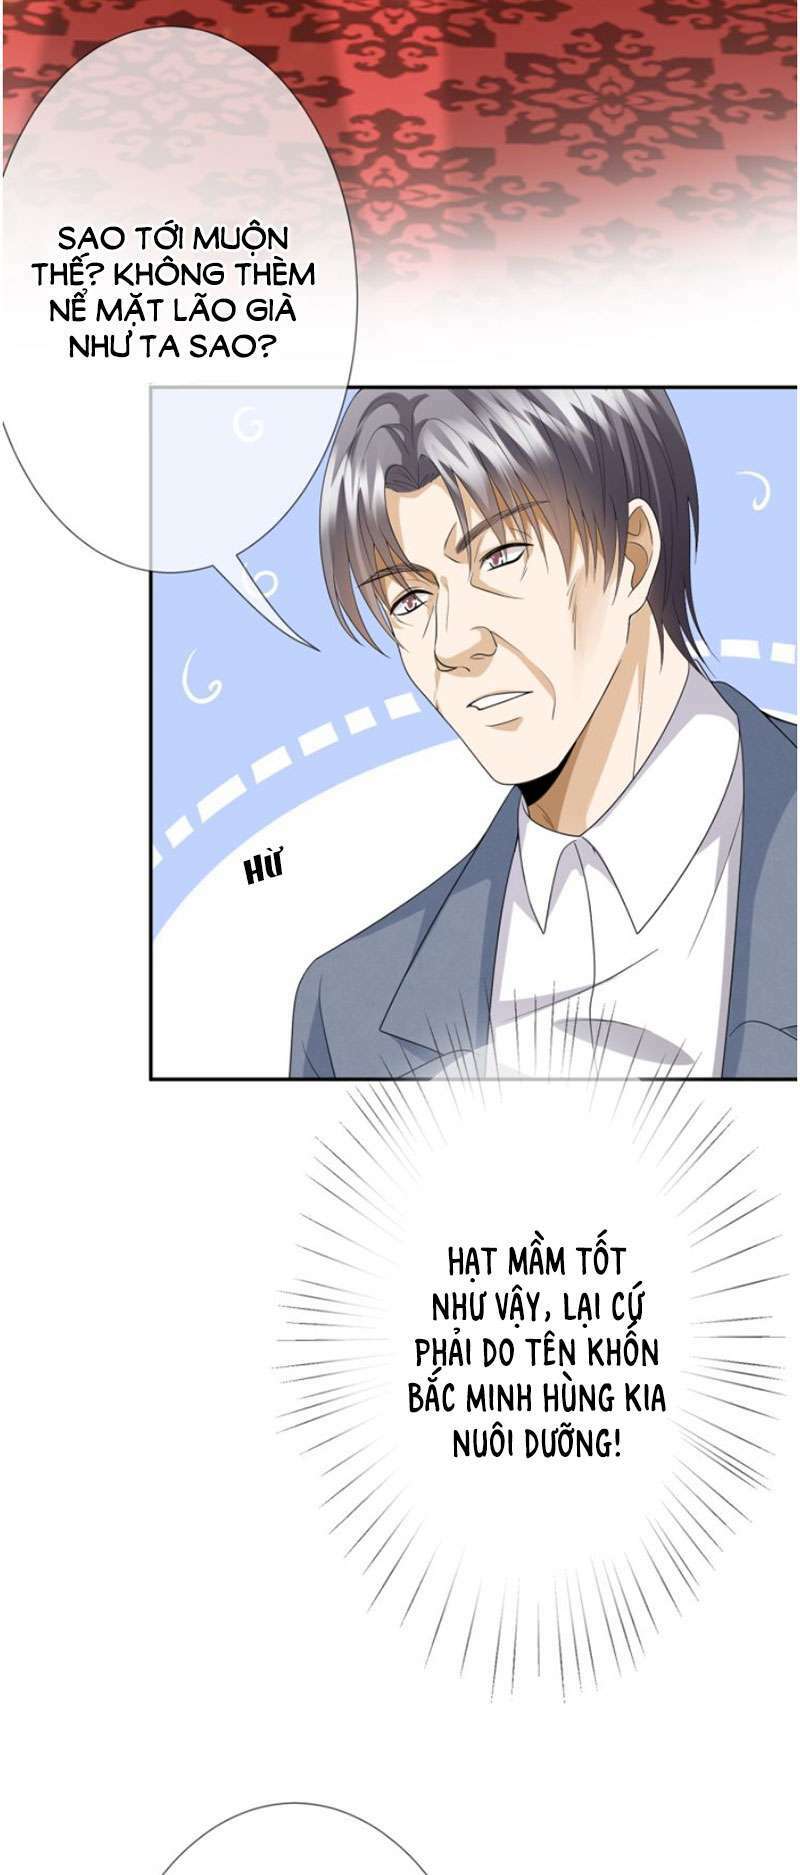 SAO TỚI MUỘN
THẾ? KHÔNG THÈM
NỂ MẶT LÃO GIÀ
NHƯ TA SAO?
HỪ
HẠT MẦM TỐT
NHƯ VẬY, LẠI CỨ
PHẢI DO TÊN KHỐN
BẮC MINH HÙNG KIA
NUÔI DƯỠNG!